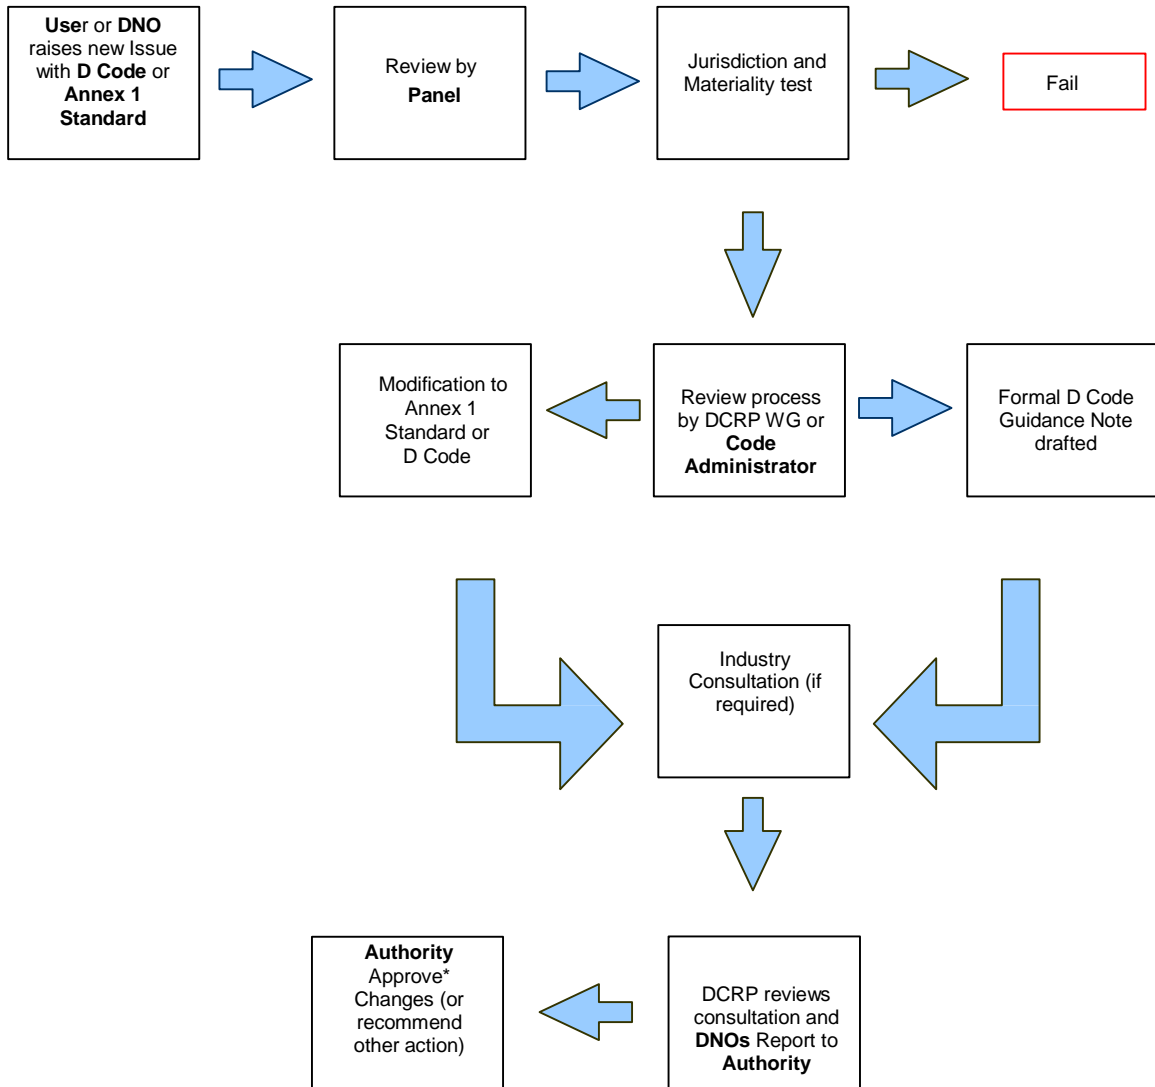 User or DNO
raises new Issue
with D Code or
Annex 1
Standard
Review by
Panel
Jurisdiction and
Materiality test
Fail
Modification to
Annex 1
Standard or
D Code
Review process
by DCRP WG or
Code
Administrator
Formal D Code
Guidance Note
drafted
Industry
Consultation (if
required)
Authority
Approve*
Changes (or
recommend
other action)
DCRP reviews
consultation and
DNOs Report to
Authority